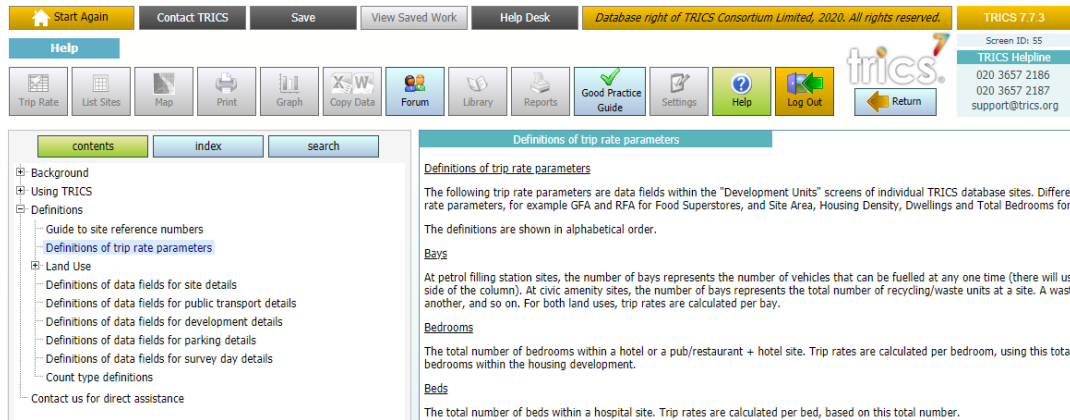 Start Again
Contact TRICS
Save
View Saved Work
Help Desk
Database right of TRICS Consortium Limited, 2020. All rights reserved.
TRICS 7.7.3
Help
Screen ID: 55
TRICS Helpline
020 3657 2186
020 3657 2187
support@trics.org
trics 7
Trip Rate
List Sites
Map
Print
Graph
Copy Data
Forum
Library
Reports
Good Practice
Guide
Settings
Help
Log Out
Return
contents
index
search
Background
Using TRICS
Definitions
Guide to site reference numbers
Definitions of trip rate parameters
Land Use
Definitions of data fields for site details
Definitions of data fields for public transport details
Definitions of data fields for development details
Definitions of data fields for parking details
Definitions of data fields for survey day details
Count type definitions
Contact us for direct assistance
Definitions of trip rate parameters
Definitions of trip rate parameters
The following trip rate parameters are data fields within the "Development Units" screens of individual TRICS database sites. Differe
rate parameters, for example GFA and RFA for Food Superstores, and Site Area, Housing Density, Dwellings and Total Bedrooms for
The definitions are shown in alphabetical order.
Bays
At petrol filling station sites, the number of bays represents the number of vehicles that can be fuelled at any one time (there will us
side of the column). At civic amenity sites, the number of bays represents the total number of recycling/waste units at a site. A wast
another, and so on. For both land uses, trip rates are calculated per bay.
Bedrooms
The total number of bedrooms within a hotel or a pub/restaurant + hotel site. Trip rates are calculated per bedroom, using this tota
bedrooms within the housing development.
Beds
The total number of beds within a hospital site. Trip rates are calculated per bed, based on this total number.